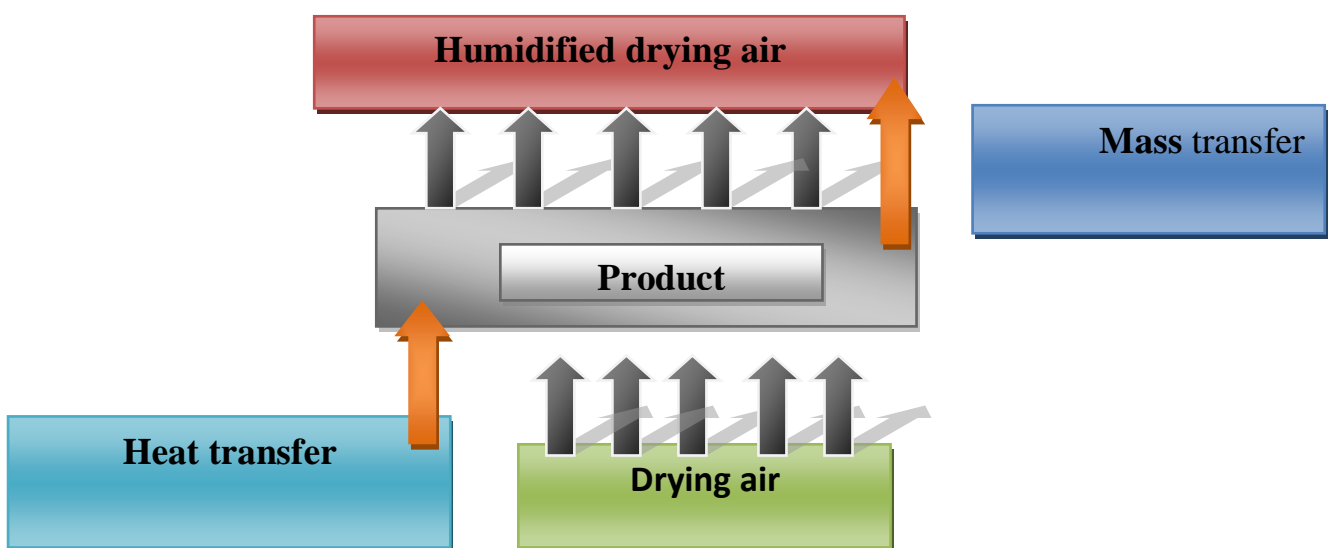 Humidified drying air
Mass transfer
Product
Heat transfer
Drying air